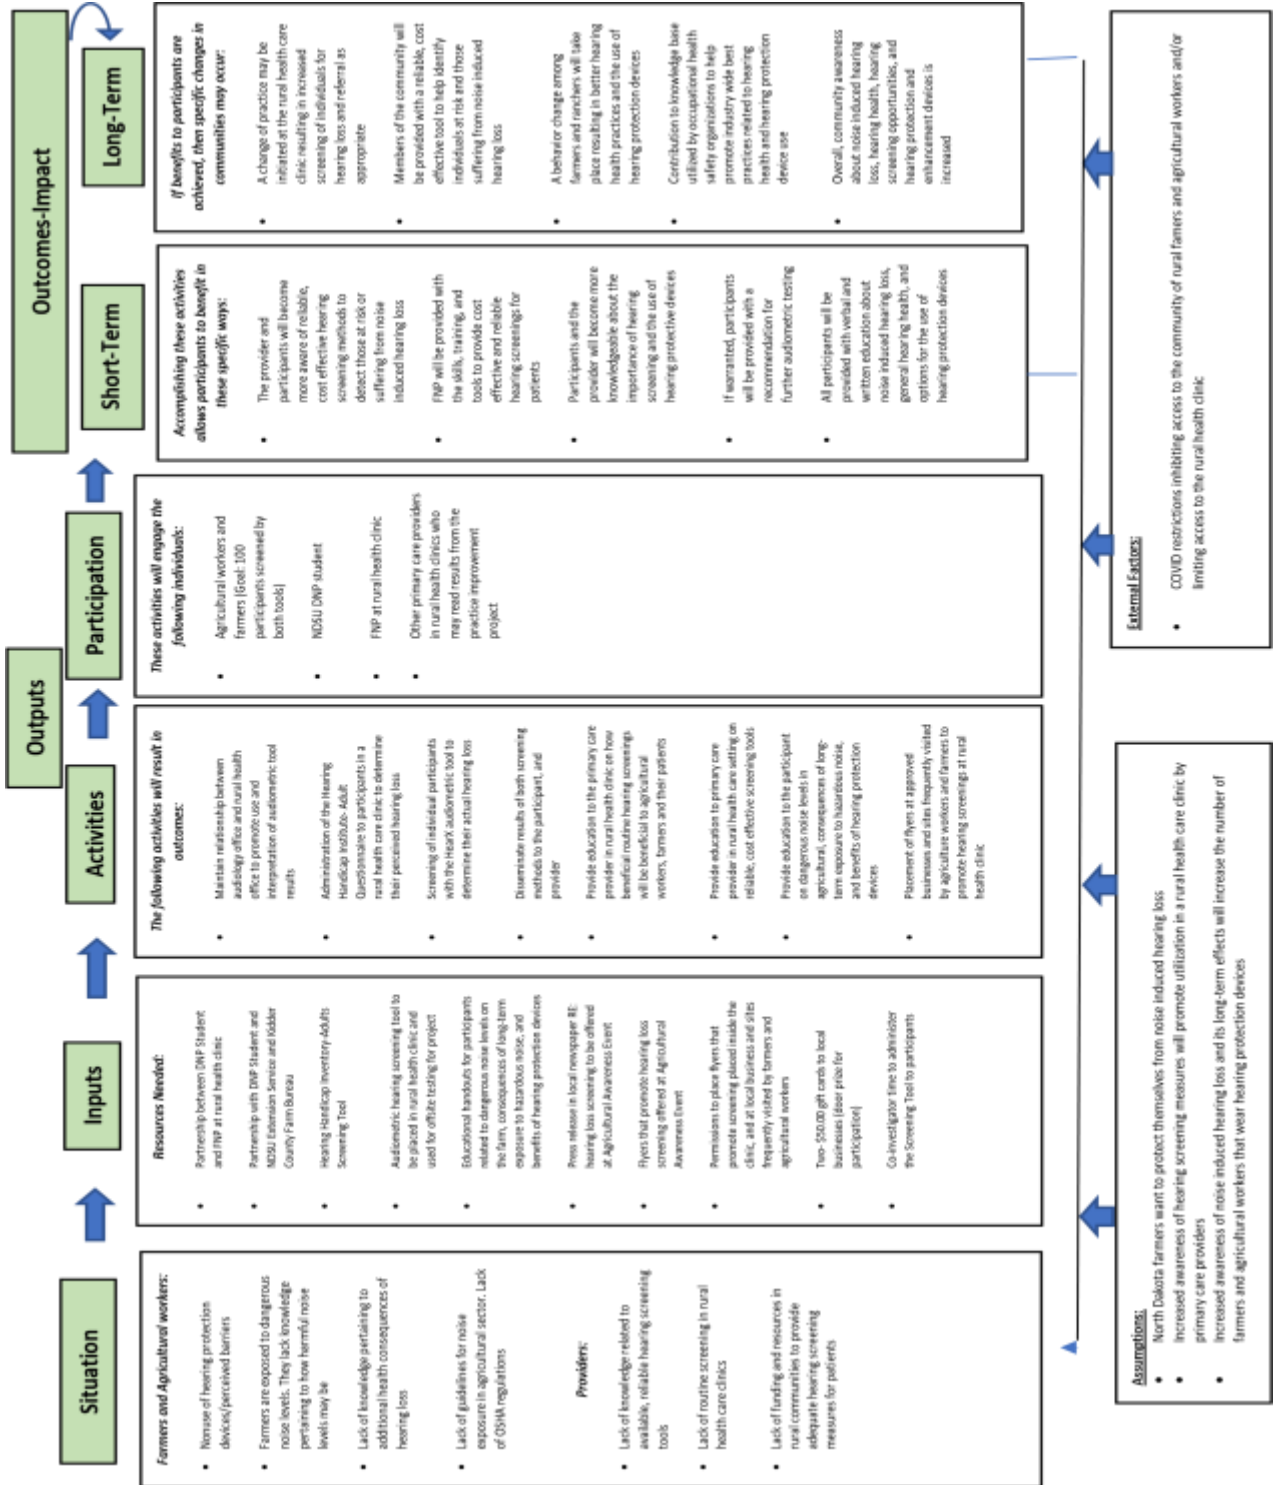 Situation
Farmers and Agricultural workers:
• Nonuse of hearing protection
devices/perceived barriers
• Farmers are exposed to dangerous
noise levels. They lack knowledge
pertaining to how harmful noise
levels may be
• Lack of knowledge pertaining to
additional health consequences of
hearing loss
• Lack of guidelines for noise
exposure in agricultural sector. Lack
of OSHA regulations
Providers:
• Lack of knowledge related to
available, reliable hearing screening
tools
• Lack of routine screening in rural
health care clinics
• Lack of funding and resources in
rural communities to provide
adequate hearing screening
measures for patients
Inputs
Resources Needed:
• Partnership between DNP Student
and FNP at rural health clinic
• Partnership with DNP Student and
NDSU Extension Service and Kidder
County Farm Bureau
• Hearing Handicap Inventory-Adults
Screening Tool
• Audiometric hearing screening tool to
be placed in rural health clinic and
used for offsite testing for project
• Educational handouts for participants
related to dangerous noise levels on
the farm, consequences of long-term
exposure to hazardous noise, and
benefits of hearing protection devices
• Press release in local newspaper RE:
hearing loss screening to be offered
at Agricultural Awareness Event
• Flyers that promote hearing loss
screening offered at Agricultural
Awareness Event
• Permissions to place flyers that
promote screening placed inside the
clinic, and at local business and sites
frequently visited by farmers and
agricultural workers
• Two- $50.00 gift cards to local
businesses (door prize for
participation)
• Co-investigator time to administer
the Screening Tool to participants
Outputs
Activities
The following activities will result in
outcomes:
• Maintain relationship between
audiology office and rural health
office to promote use and
interpretation of audiometric tool
results
• Administration of the Hearing
Handicap Institute- Adult
Questionnaire to participants in a
rural health care clinic to determine
their perceived hearing loss
• Screening of individual participants
with the HearX audiometric tool to
determine their actual hearing loss
• Disseminate results of both screening
methods to the participant, and
provider
• Provide education to the primary care
provider in rural health clinic on how
beneficial routine hearing screenings
will be beneficial to agricultural
workers, farmers and their patients
• Provide education to primary care
provider in rural health care setting on
reliable, cost effective screening tools
• Provide education to the participant
on dangerous noise levels in
agricultural, consequences of long-
term exposure to hazardous noise,
and benefits of hearing protection
devices
• Placement of flyers at approved
businesses and sites frequently visited
by agriculture workers and farmers to
promote hearing screenings at rural
health clinic
Participation
These activities will engage the
following individuals:
• Agricultural workers and
farmers (Goal: 100
participants screened by
both tools)
• NDSU DNP student
• FNP at rural health clinic
• Other primary care providers
in rural health clinics who
may read results from the
practice improvement
project
Outcomes-Impact
Short-Term
Accomplishing these activities
allows participants to benefit in
these specific ways:
• The provider and
participants will become
more aware of reliable,
cost effective hearing
screening methods to
detect those at risk or
suffering from noise
induced hearing loss
• FNP will be provided with
the skills, training, and
tools to provide cost
effective and reliable
hearing screenings for
patients
• Participants and the
provider will become more
knowledgeable about the
importance of hearing
screening and the use of
hearing protective devices
• If warranted, participants
will be provided with a
recommendation for
further audiometric testing
• All participants will be
provided with verbal and
written education about
noise induced hearing loss,
general hearing health, and
options for the use of
hearing protection devices
Long-Term
If benefits to participants are
achieved, then specific changes in
communities may occur:
• A change of practice may be
initiated at the rural health care
clinic resulting in increased
screening of individuals for
hearing loss and referral as
appropriate
• Members of the community will
be provided with a reliable, cost
effective tool to help identify
individuals at risk and those
suffering from noise induced
hearing loss
• A behavior change among
farmers and ranchers will take
place resulting in better hearing
health practices and the use of
hearing protection devices
• Contribution to knowledge base
utilized by occupational health
safety organizations to help
promote industry wide best
practices related to hearing
health and hearing protection
device use
• Overall, community awareness
about noise induced hearing
loss, hearing health, hearing
screening opportunities, and
hearing protection and
enhancement devices is
increased
Assumptions:
• North Dakota farmers want to protect themselves from noise induced hearing loss
• Increased awareness of hearing screening measures will promote utilization in a rural health care clinic by
primary care providers
• Increased awareness of noise induced hearing loss and its long-term effects will increase the number of
farmers and agricultural workers that wear hearing protection devices
External Factors:
• COVID restrictions inhibiting access to the community of rural famers and agricultural workers and/or
limiting access to the rural health clinic